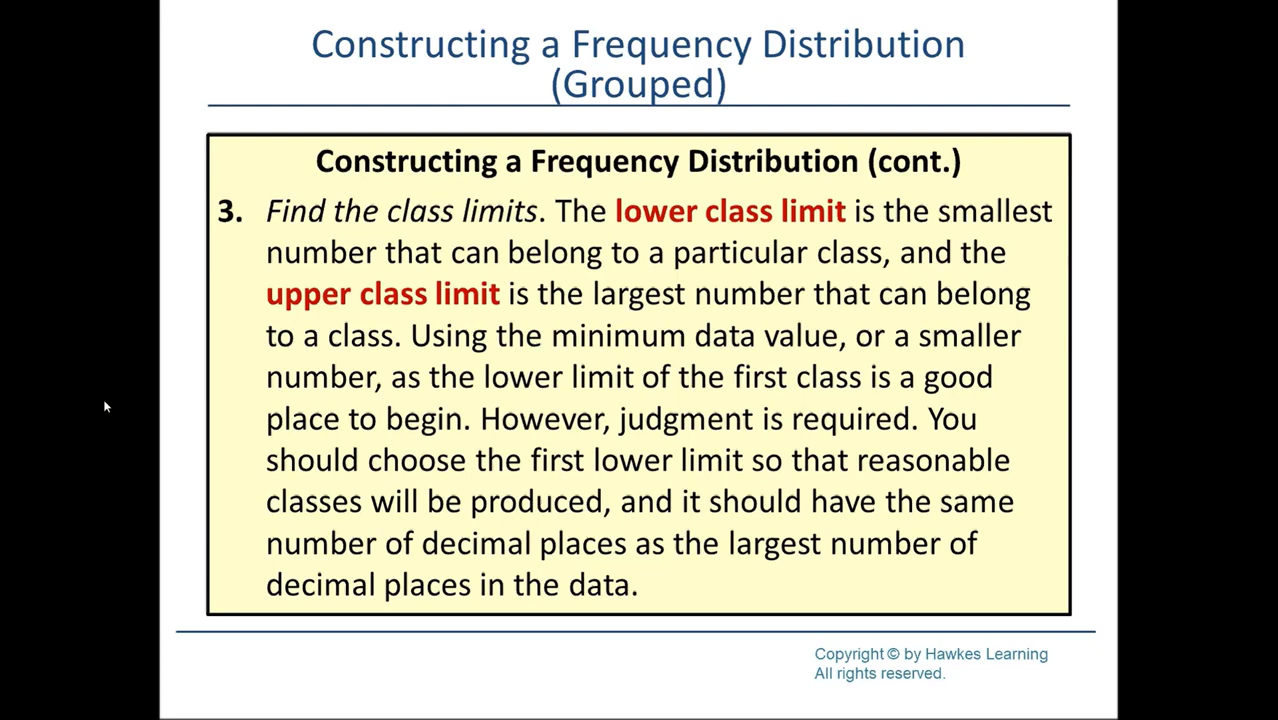 Constructing a Frequency Distribution
(Grouped)
Constructing a Frequency Distribution (cont.)
3. Find the class limits. The lower class limit is the smallest
number that can belong to a particular class, and the
upper class limit is the largest number that can belong
to a class. Using the minimum data value, or a smaller
number, as the lower limit of the first class is a good
place to begin. However, judgment is required. You
should choose the first lower limit so that reasonable
classes will be produced, and it should have the same
number of decimal places as the largest number of
decimal places in the data.
Copyright © by Hawkes Learning
All rights reserved.